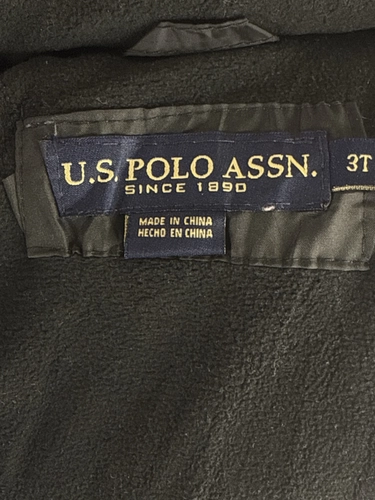 U.S. POLO ASSN.
SINCE 1890
3T
MADE IN CHINA
HECHO EN CHINA